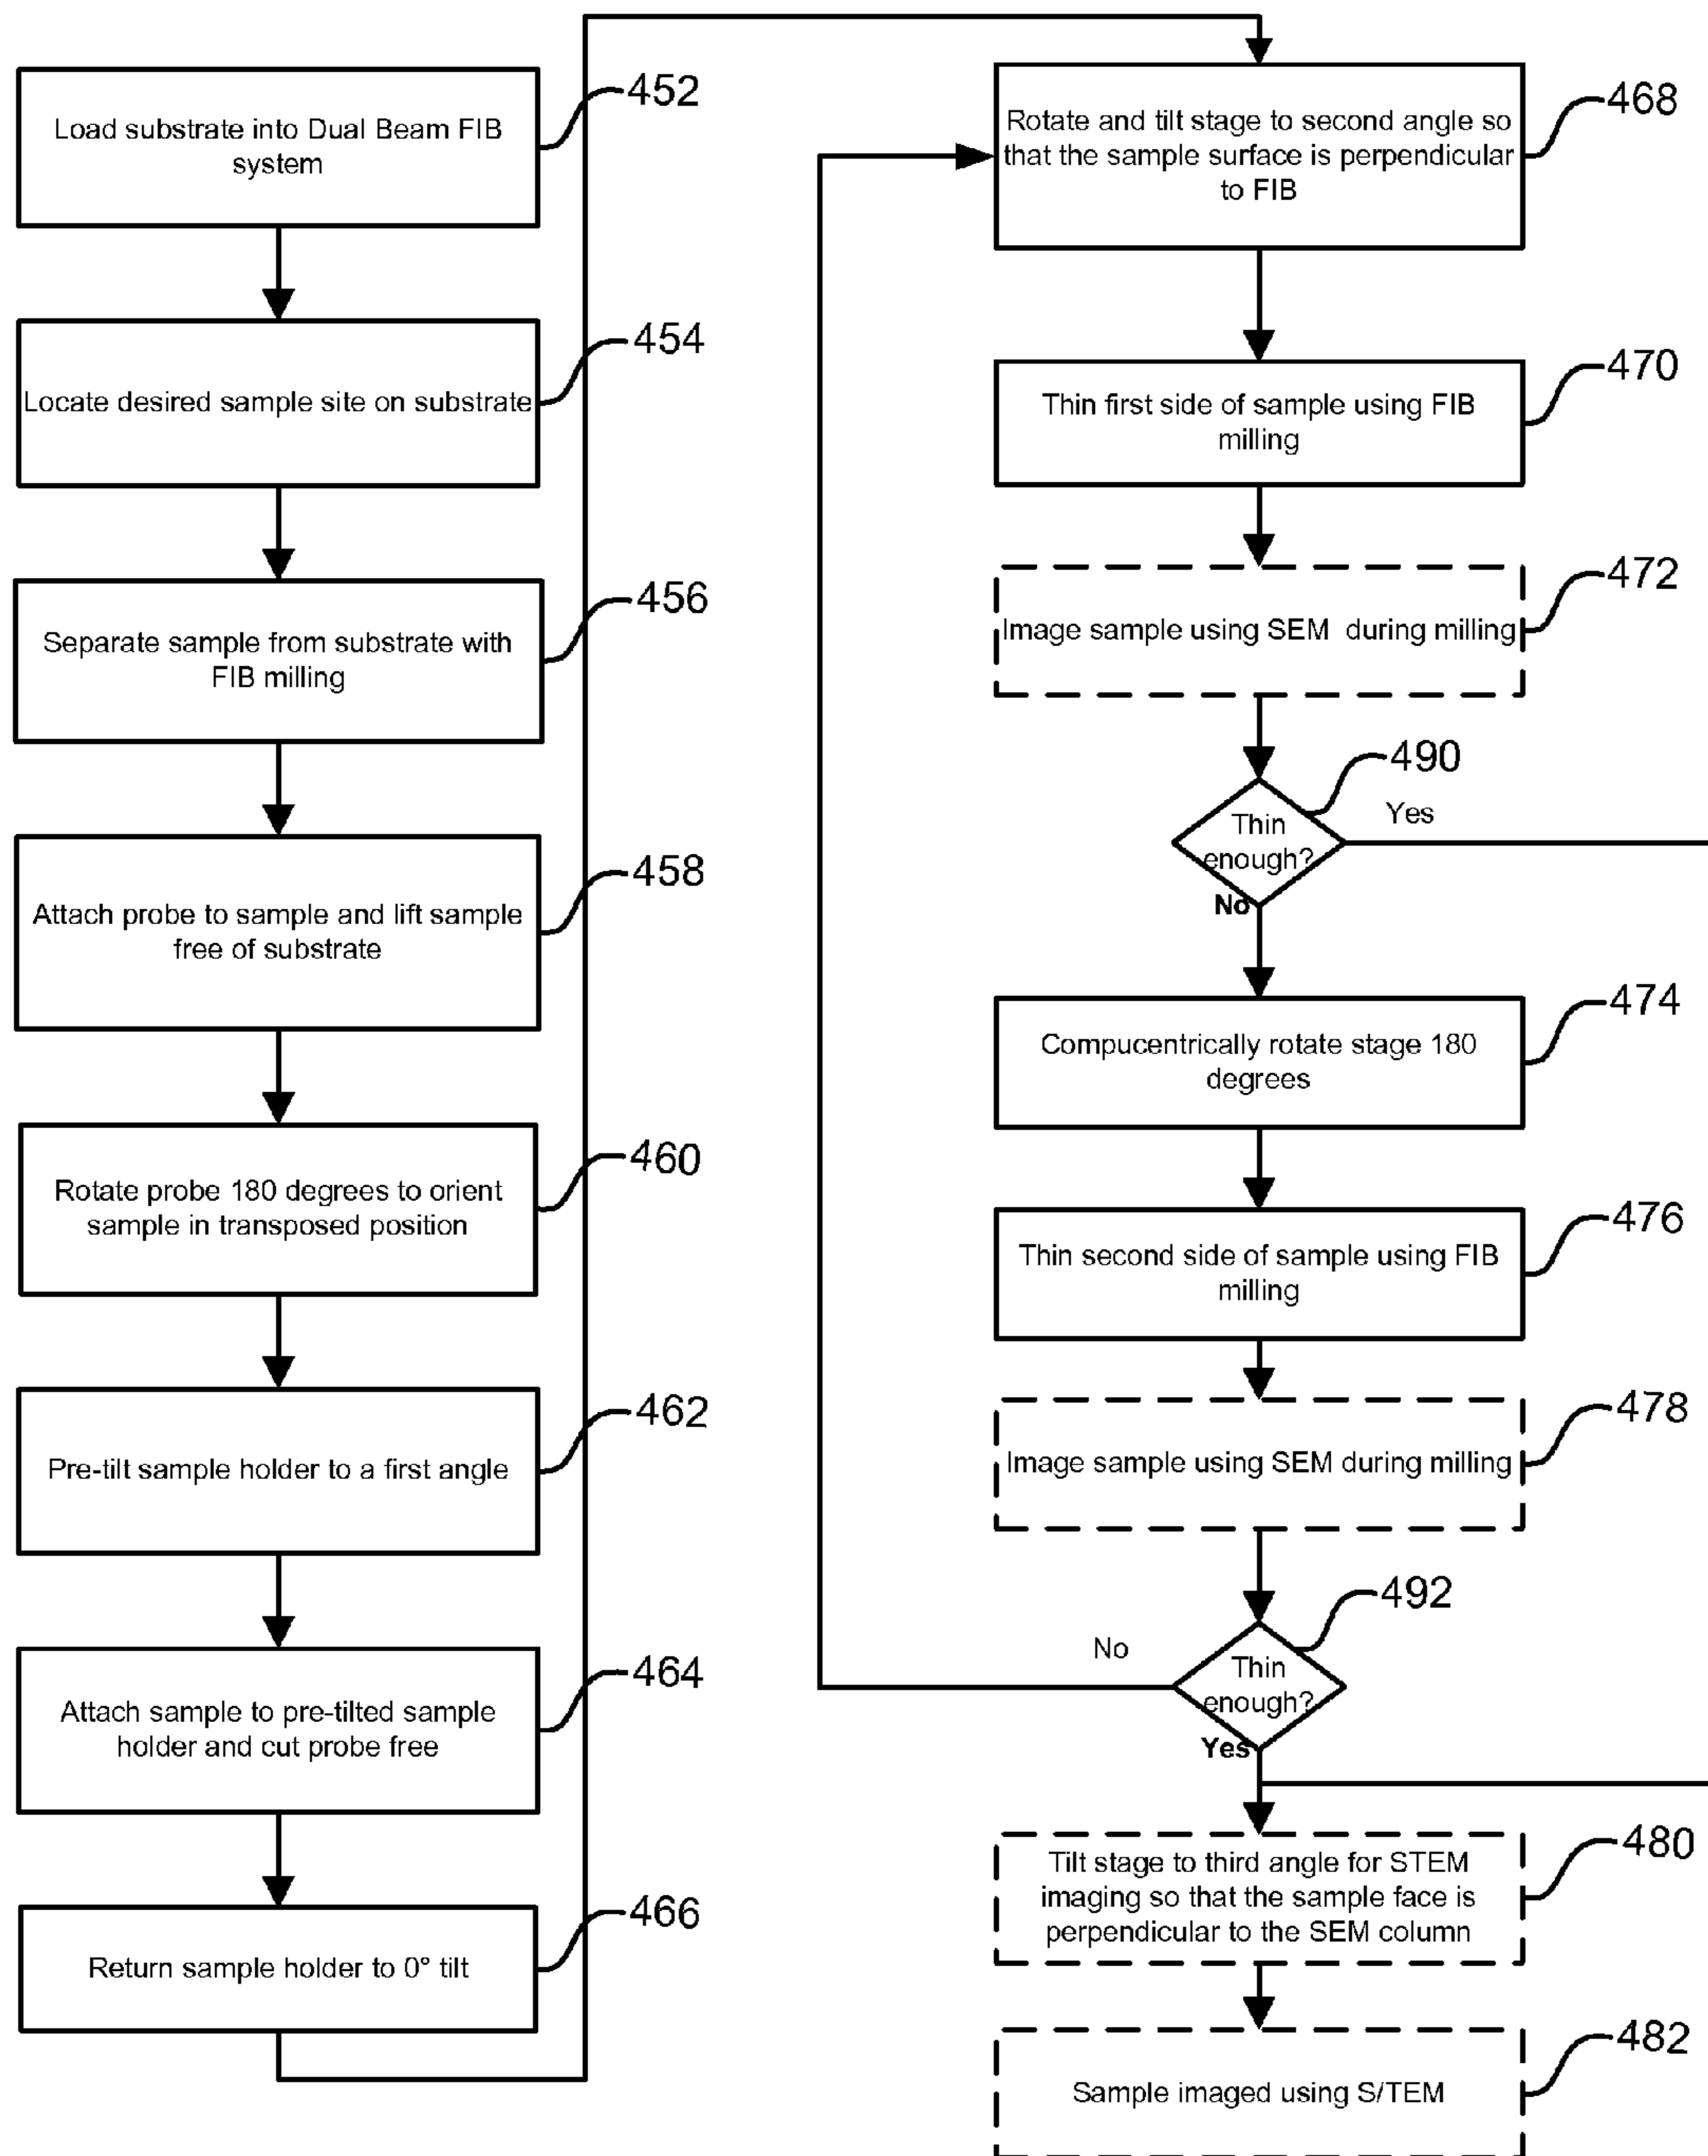 Load substrate into Dual Beam FIB
system
452
Locate desired sample site on substrate
454
Separate sample from substrate with
FIB milling
456
Attach probe to sample and lift sample
free of substrate
458
Rotate probe 180 degrees to orient
sample in transposed position
460
Pre-tilt sample holder to a first angle
462
Attach sample to pre-tilted sample
holder and cut probe free
464
Return sample holder to 0° tilt
466
Rotate and tilt stage to second angle so
that the sample surface is perpendicular
to FIB
468
Thin first side of sample using FIB
milling
470
Image sample using SEM during milling
472
Thin
enough?
490
Yes
No
Compucentrically rotate stage 180
degrees
474
Thin second side of sample using FIB
milling
476
Image sample using SEM during milling
478
Thin
enough?
492
No
Yes
Tilt stage to third angle for STEM
imaging so that the sample face is
perpendicular to the SEM column
480
Sample imaged using S/TEM
482